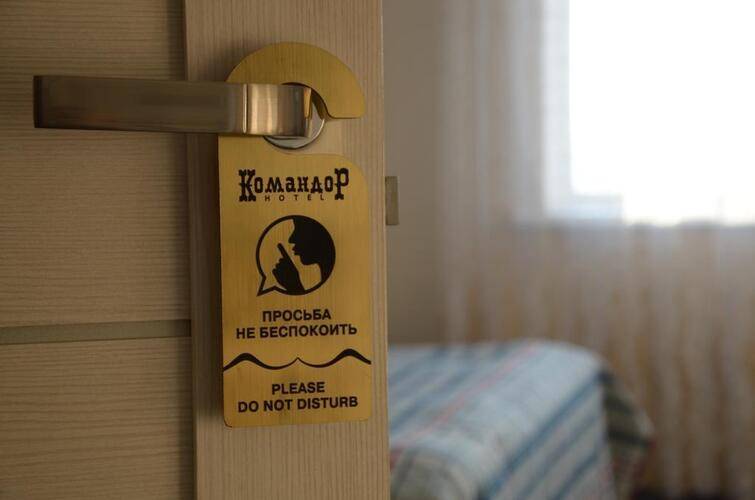 КомандоР
HOTEL
ПРОСЬБА
НЕ БЕСПОКОИТЬ
PLEASE
DO NOT DISTURB